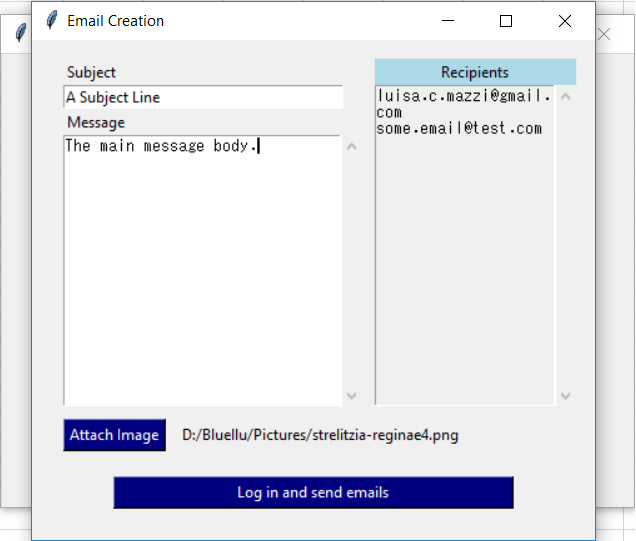 Email Creation
Subject
A Subject Line
Message
The main message body.
Recipients
luisa.c.mazzi@gmail.
com
some.email@test.com
Attach Image
D:/Bluellu/Pictures/strelitzia-reginae4.png
Log in and send emails